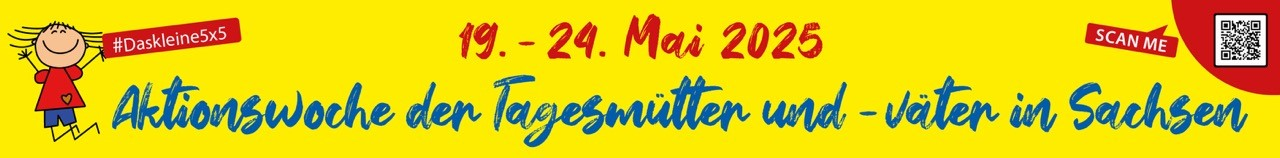 #Daskleine5x5
19. - 24. Mai 2025
SCAN ME
Aktionswoche der Tagesmütter und -väter in Sachsen